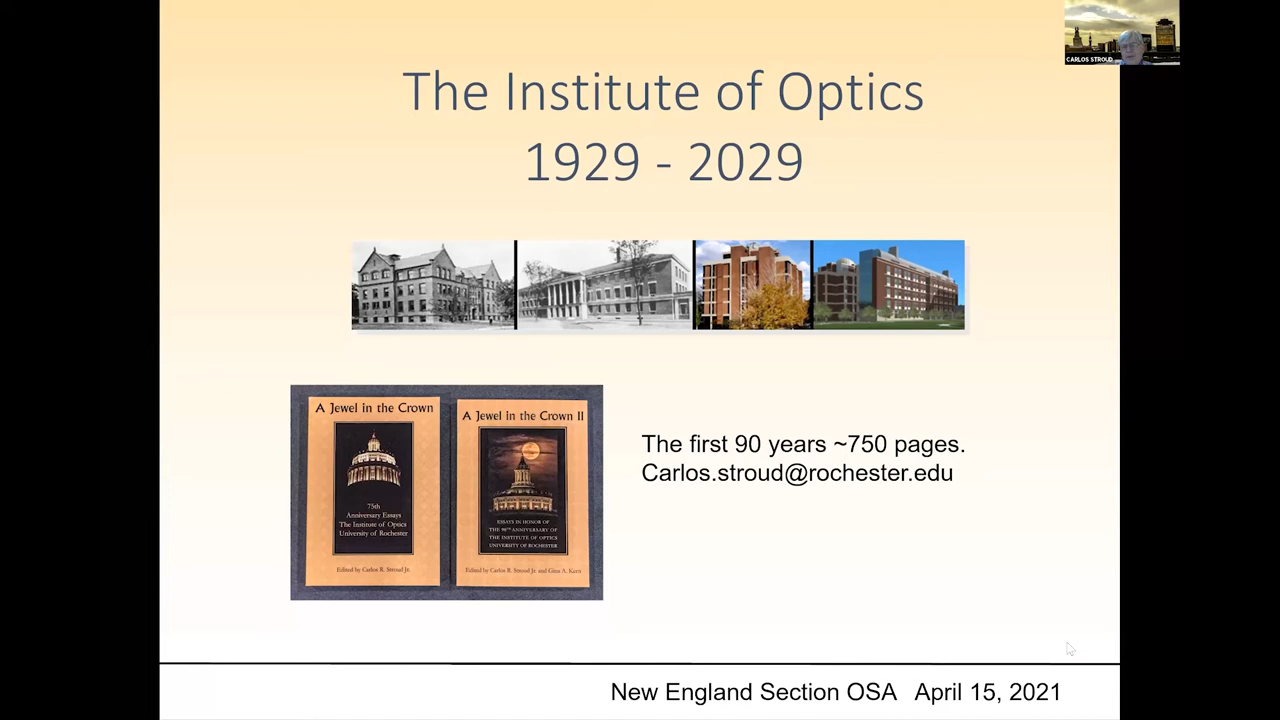 CARLOS STROUD
The Institute of Optics
1929 - 2029
A Jewel in the Crown
75th
Anniversary Essays
The Institute of Optics
University of Rochester
Edited by Carlos R. Stroud Jr.
A Jewel in the Crown II
ESSAYS IN HONOR OF
THE 90TH ANNIVERSARY OF
THE INSTITUTE OF OPTICS
UNIVERSITY OF ROCHESTER
Edited by Carlos R. Stroud Jr. and Gina A. Kern
The first 90 years ~750 pages.
Carlos.stroud@rochester.edu
New England Section OSA April 15, 2021